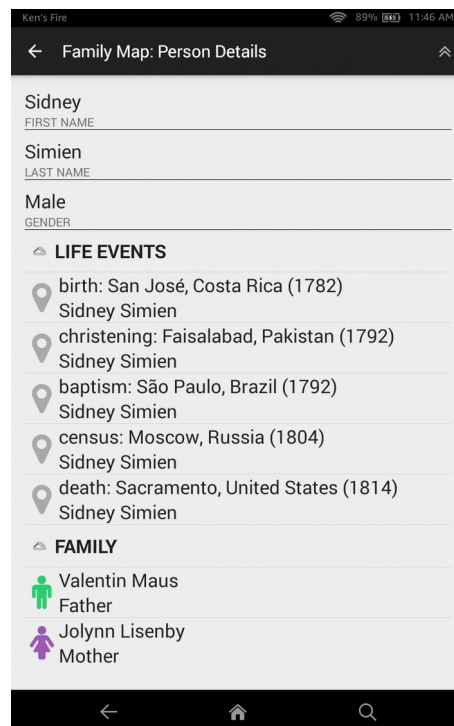 Ken's Fire 89% 11:46 AM
Family Map: Person Details
Sidney
FIRST NAME
Simien
LAST NAME
Male
GENDER
LIFE EVENTS
birth: San José, Costa Rica (1782)
Sidney Simien
christening: Faisalabad, Pakistan (1792)
Sidney Simien
baptism: São Paulo, Brazil (1792)
Sidney Simien
census: Moscow, Russia (1804)
Sidney Simien
death: Sacramento, United States (1814)
Sidney Simien
FAMILY
Valentin Maus
Father
Jolynn Lisenby
Mother